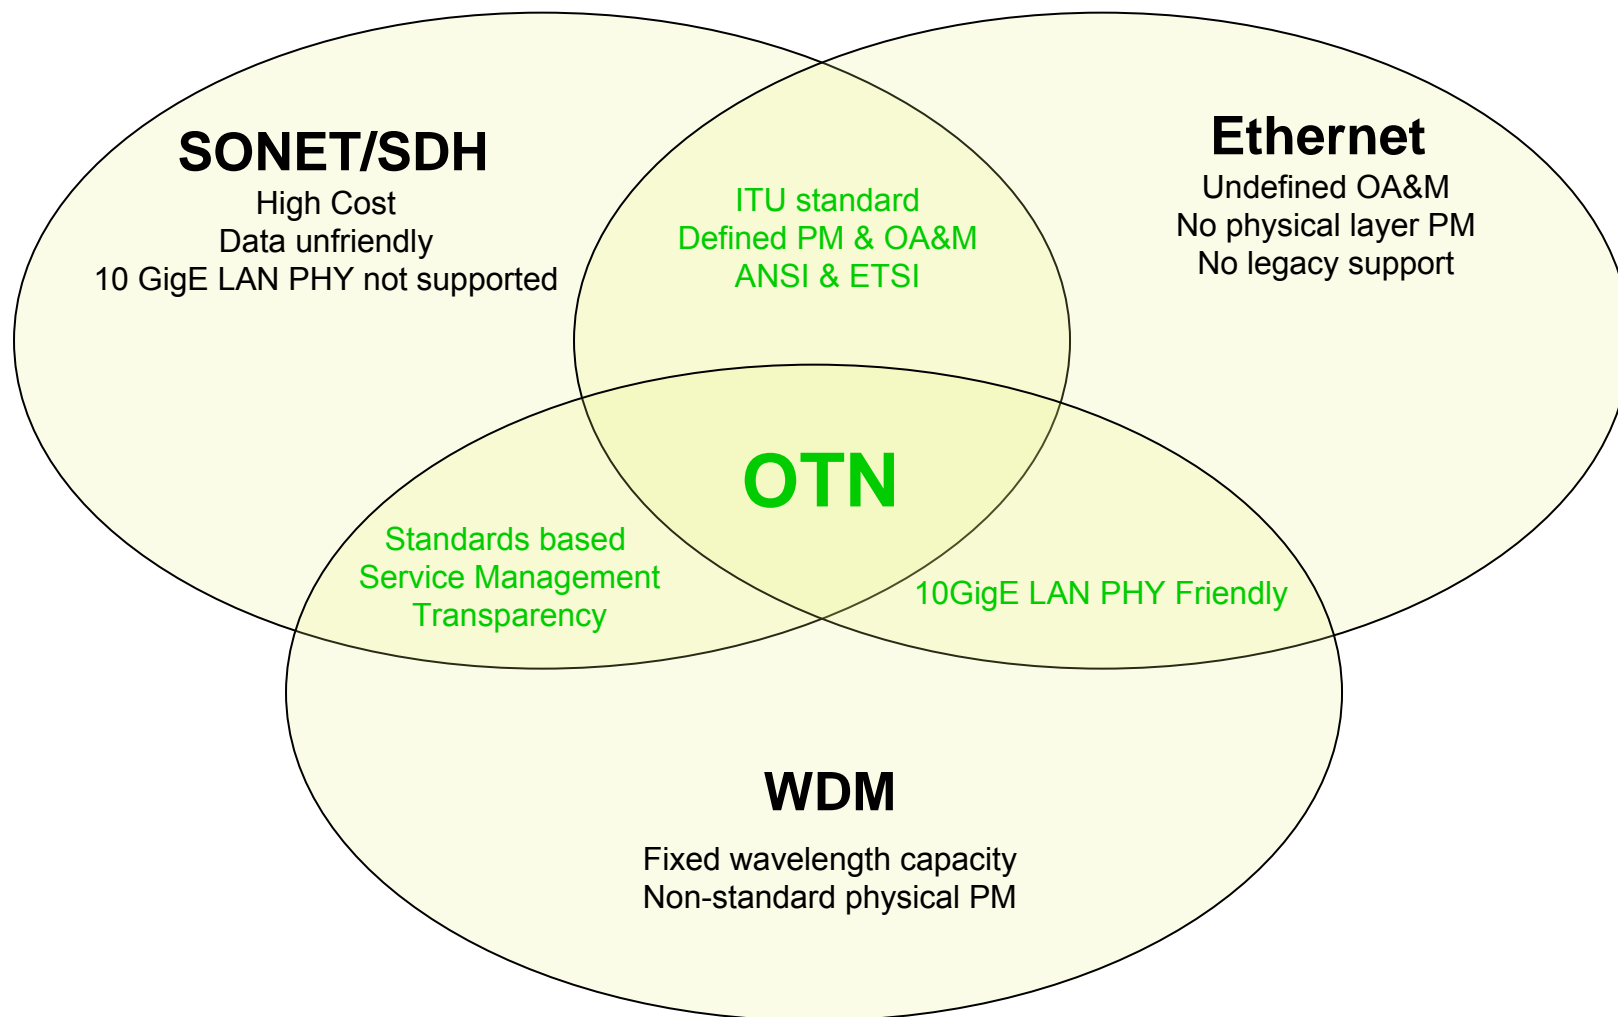 SONET/SDH
High Cost
Data unfriendly
10 GigE LAN PHY not supported
ITU standard
Defined PM & OA&M
ANSI & ETSI
Ethernet
Undefined OA&M
No physical layer PM
No legacy support
OTN
Standards based
Service Management
Transparency
10GigE LAN PHY Friendly
WDM
Fixed wavelength capacity
Non-standard physical PM